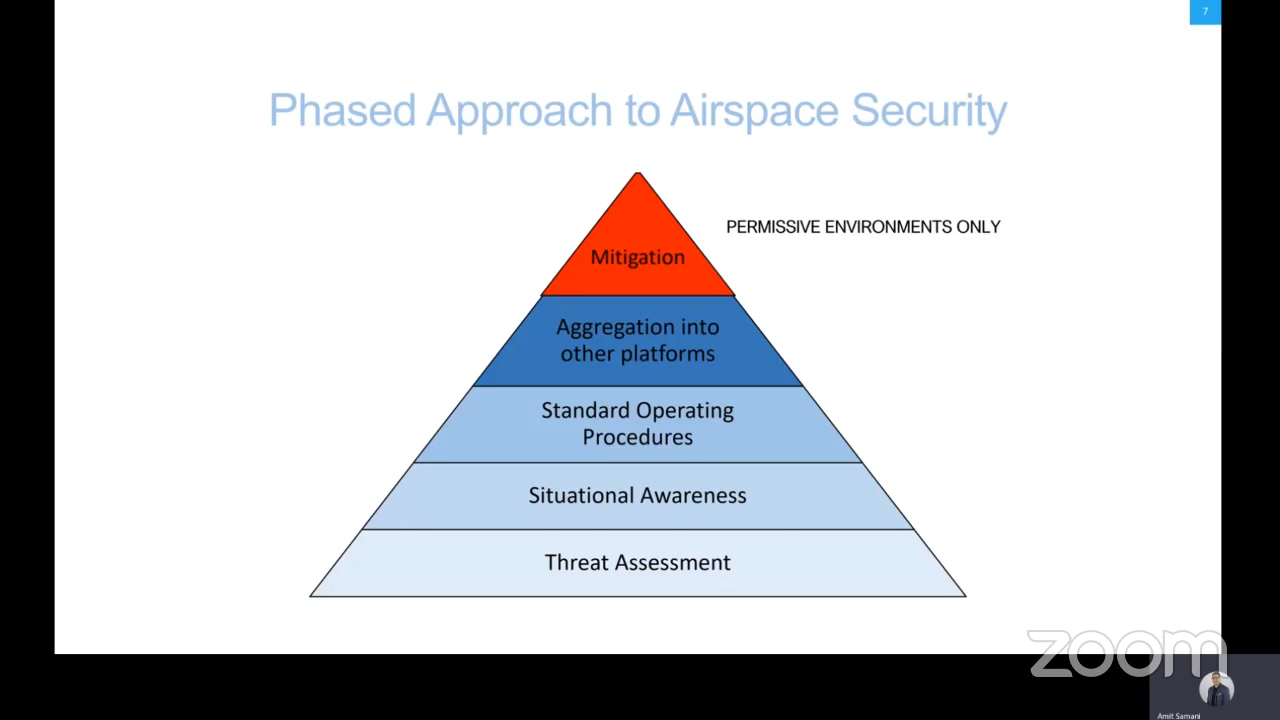 7
Phased Approach to Airspace Security
PERMISSIVE ENVIRONMENTS ONLY
Mitigation
Aggregation into
other platforms
Standard Operating
Procedures
Situational Awareness
Threat Assessment
zoom
Amit Samani